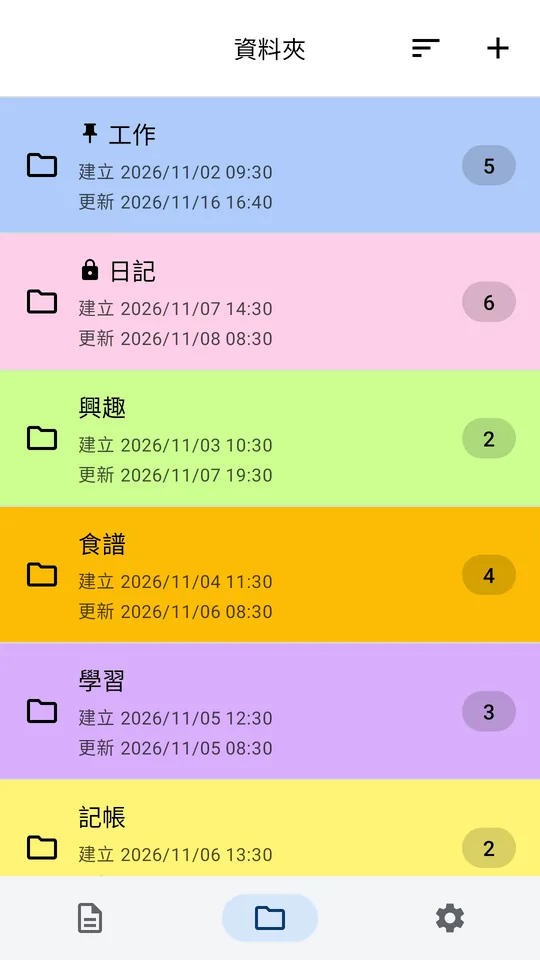 資料夾
工作
建立 2026/11/02 09:30
更新 2026/11/16 16:40
5
日記
建立 2026/11/07 14:30
更新 2026/11/08 08:30
6
興趣
建立 2026/11/03 10:30
更新 2026/11/07 19:30
2
食譜
建立 2026/11/04 11:30
更新 2026/11/06 08:30
4
學習
建立 2026/11/05 12:30
更新 2026/11/05 08:30
3
記帳
建立 2026/11/06 13:30
2